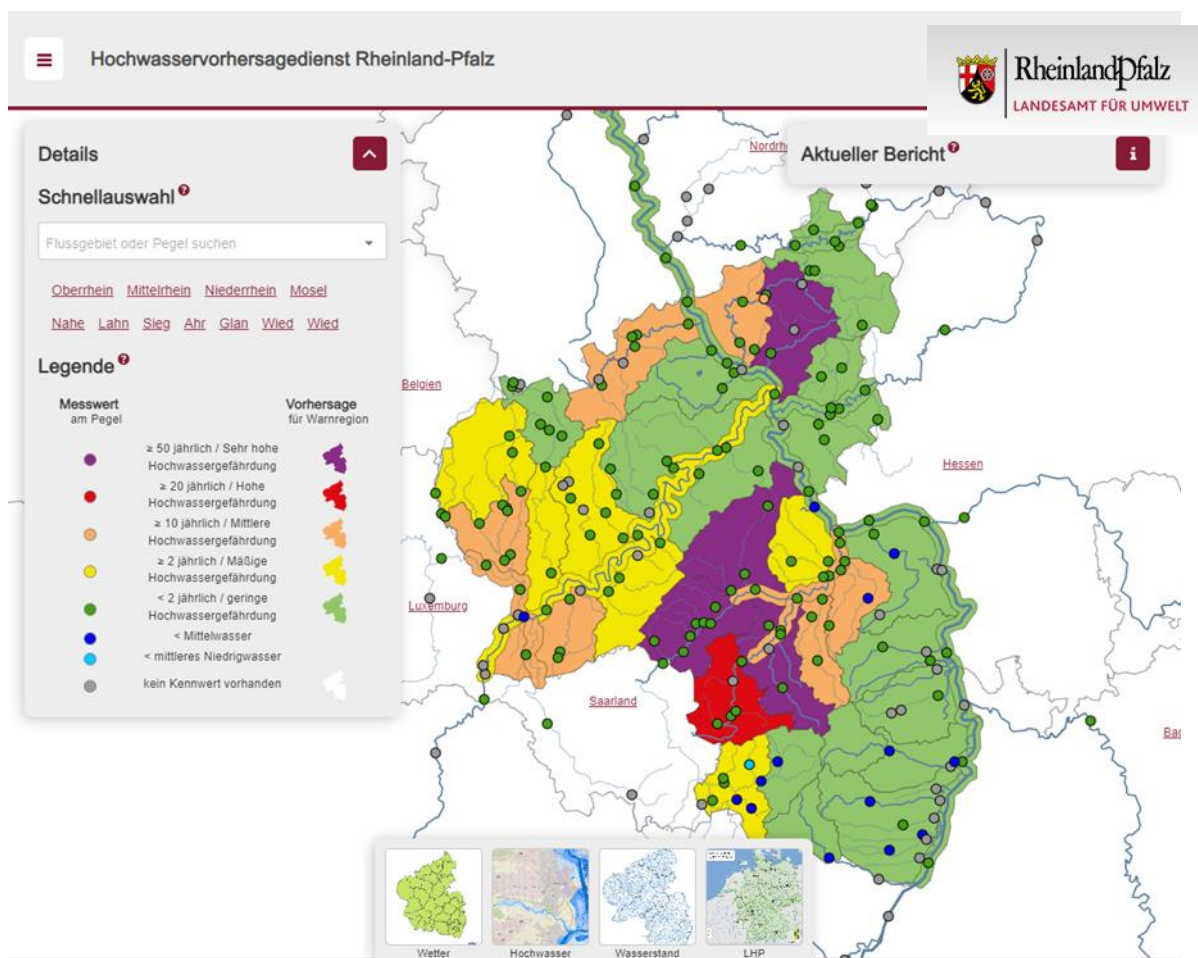 Hochwasservorhersagedienst Rheinland-Pfalz
RheinlandPfalz
LANDESAMT FÜR UMWELT
Details
Schnellauswahl
Flussgebiet oder Pegel suchen
Oberrhein Mittelrhein Niederrhein Mosel
Nahe Lahn Sieg Ahr Glan Wied Wied
Legende
Messwert
am Pegel
Vorhersage
für Warnregion
≥ 50 jährlich / Sehr hohe
Hochwassergefährdung
≥ 20 jährlich / Hohe
Hochwassergefährdung
≥ 10 jährlich / Mittlere
Hochwassergefährdung
≥ 2 jährlich / Mäßige
Hochwassergefährdung
< 2 jährlich / geringe
Hochwassergefährdung
< Mittelwasser
< mittleres Niedrigwasser
kein Kennwert vorhanden
Aktueller Bericht
Nordrh
Belgien
Hessen
Luxemburg
Saarland
Ba
Wetter
Hochwasser
Wasserstand
LHP